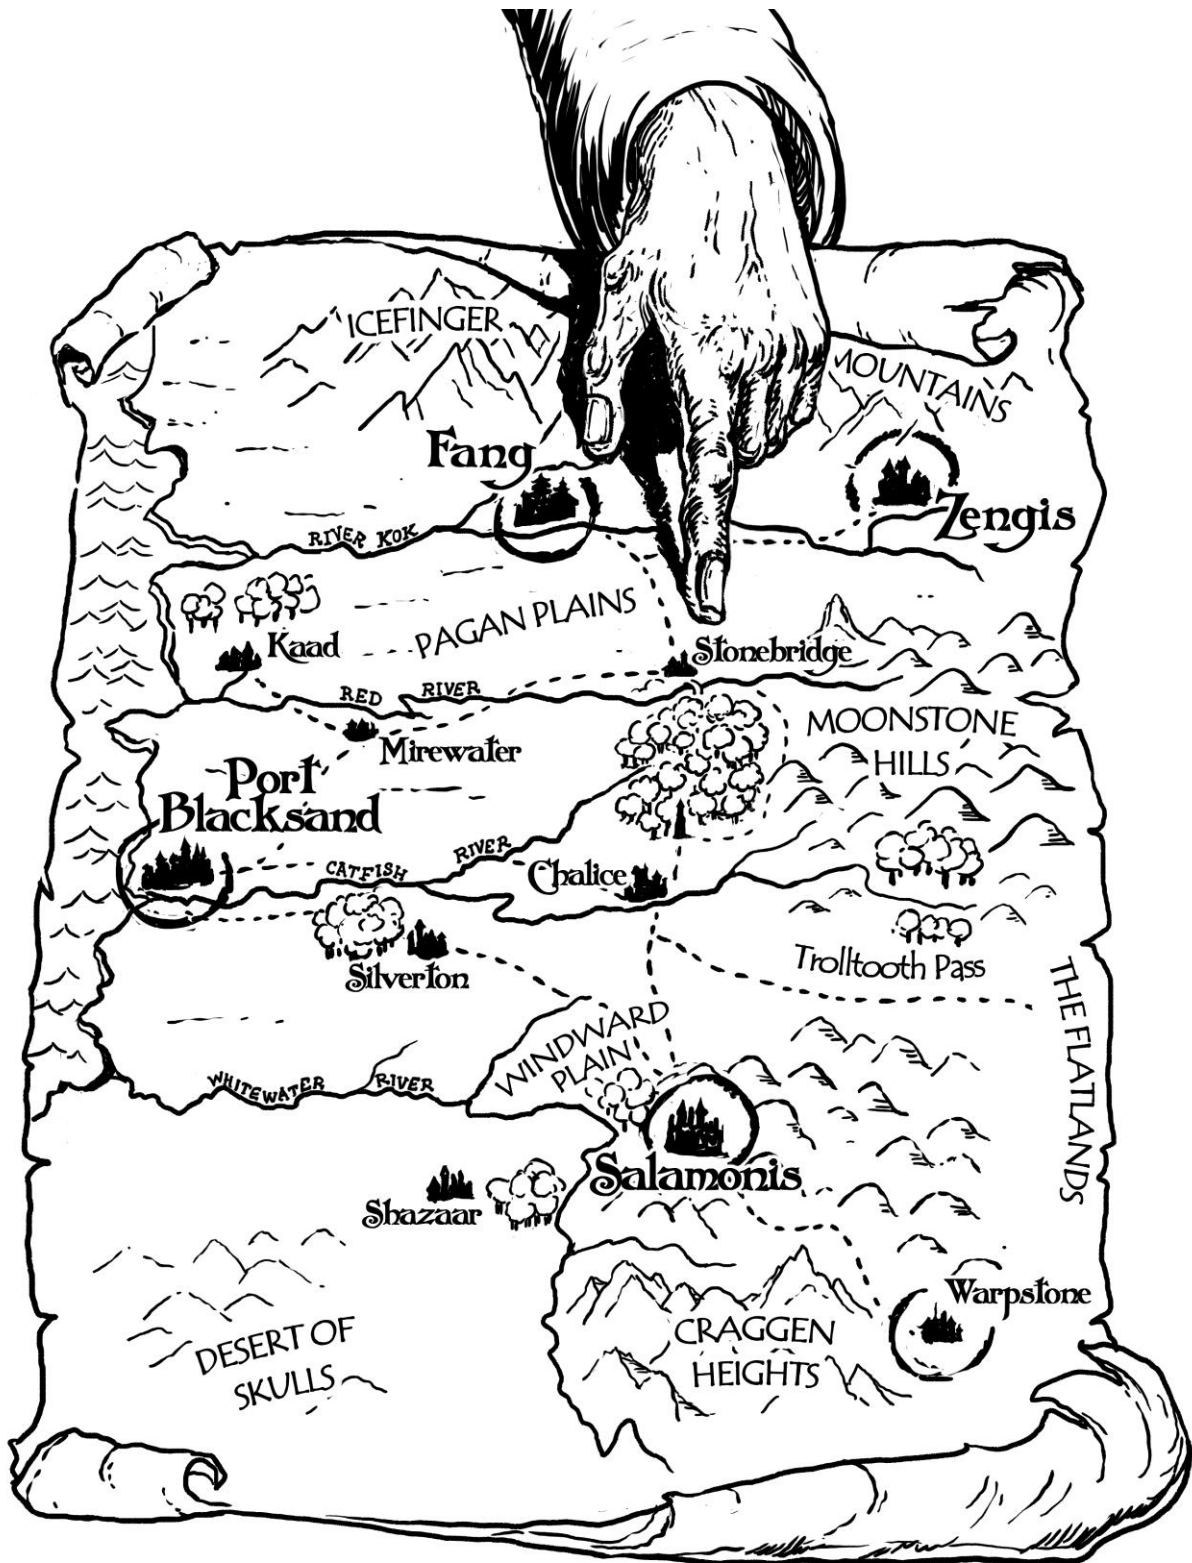 ICEFINGER
MOUNTAINS
Fang
Zengis
RIVER KOK
PAGAN PLAINS
Kaad
Stonebridge
RED RIVER
MOONSTONE
HILLS
Mirewater
Port
Blacksand
CATFISH RIVER
Chalice
Silverton
Trolltooth Pass
THE FLATLANDS
WINDWARD
PLAIN
WHITEWATER RIVER
Salamonis
Shazaar
Warpstone
DESERT OF
SKULLS
CRAGGEN
HEIGHTS